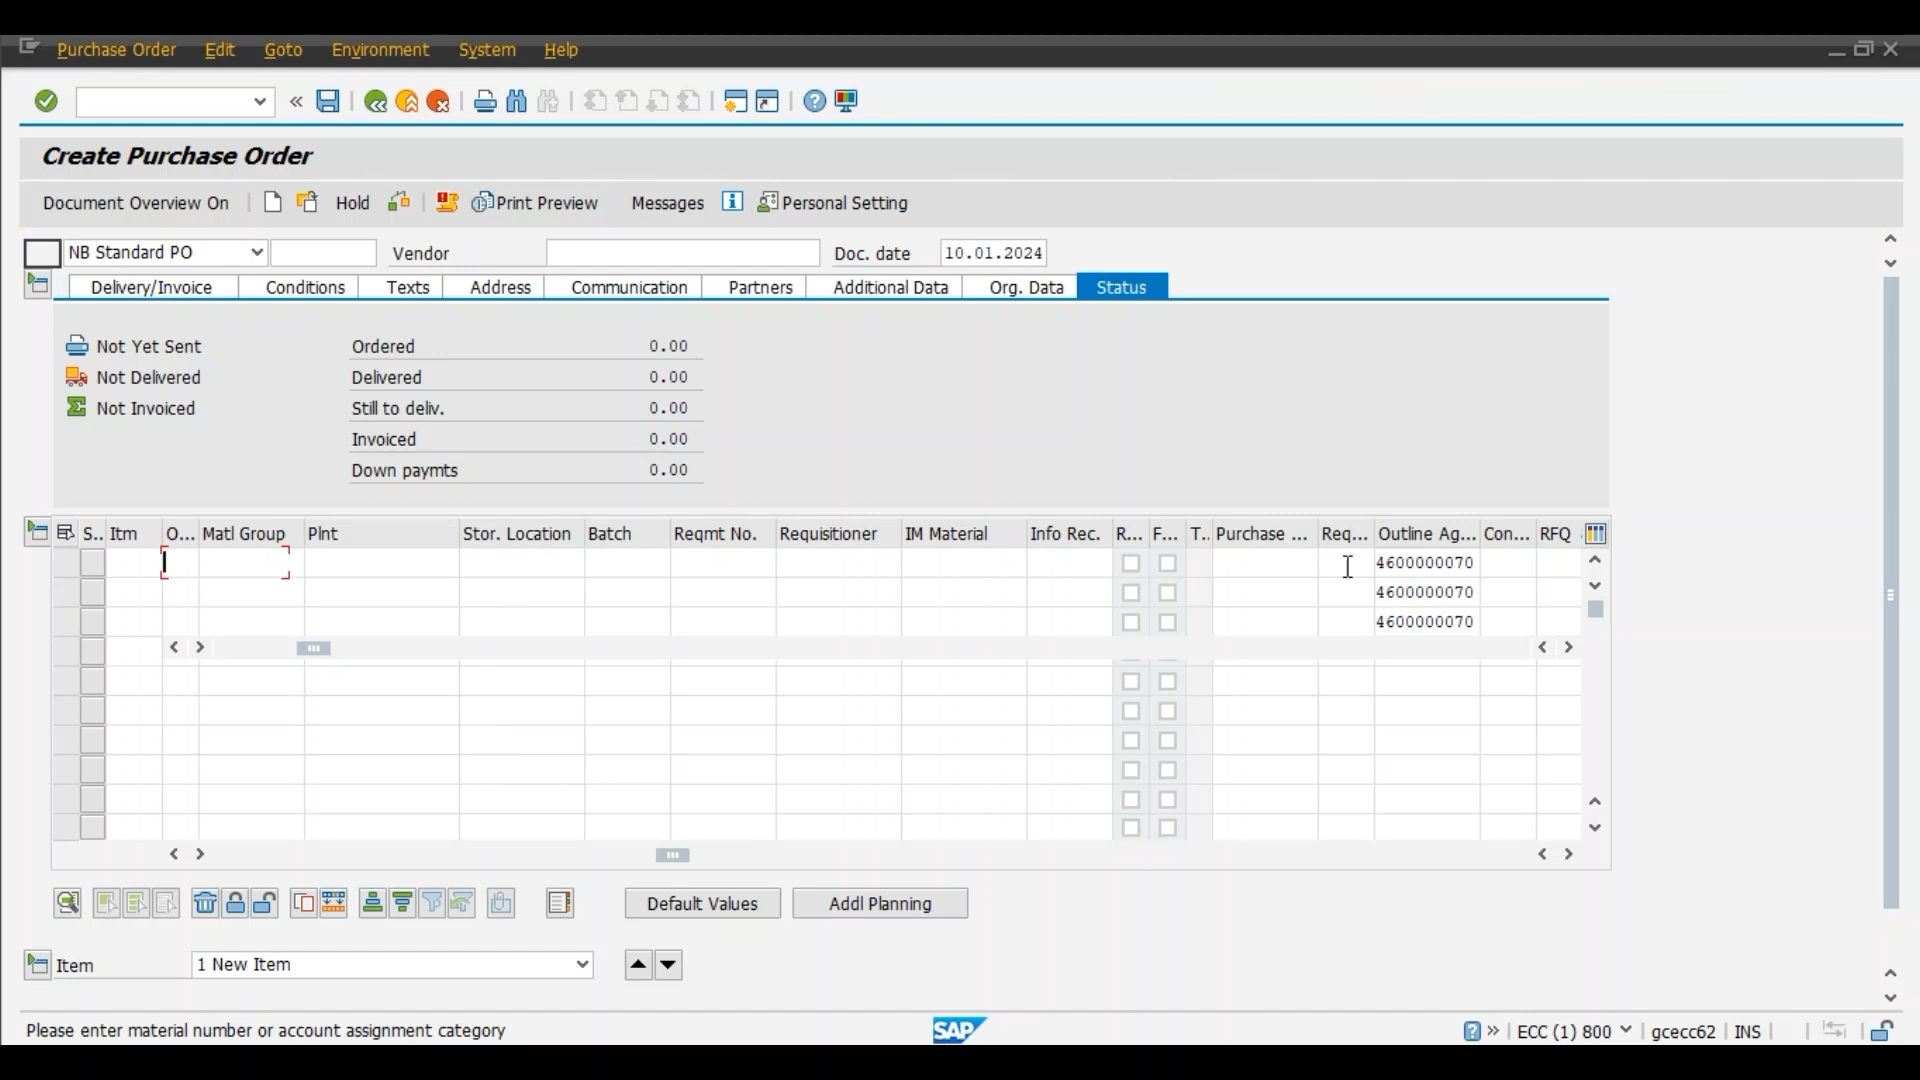 Purchase Order Edit Goto Environment System Help
Create Purchase Order
Document Overview On Hold Print Preview Messages Personal Setting
NB Standard PO Vendor Doc. date 10.01.2024
Delivery/Invoice Conditions Texts Address Communication Partners Additional Data Org. Data Status
Not Yet Sent Ordered 0.00
Not Delivered Delivered 0.00
Not Invoiced Still to deliv. 0.00
Invoiced 0.00
Down paymts 0.00
S.. Itm O... Matl Group Plnt Stor. Location Batch Reqmt No. Requisitioner IM Material Info Rec. R... F... T.. Purchase ... Req... Outline Ag... Con... RFQ
4600000070
4600000070
4600000070
Default Values Addl Planning
Item 1 New Item
Please enter material number or account assignment category SAP ECC (1) 800 gcecc62 INS